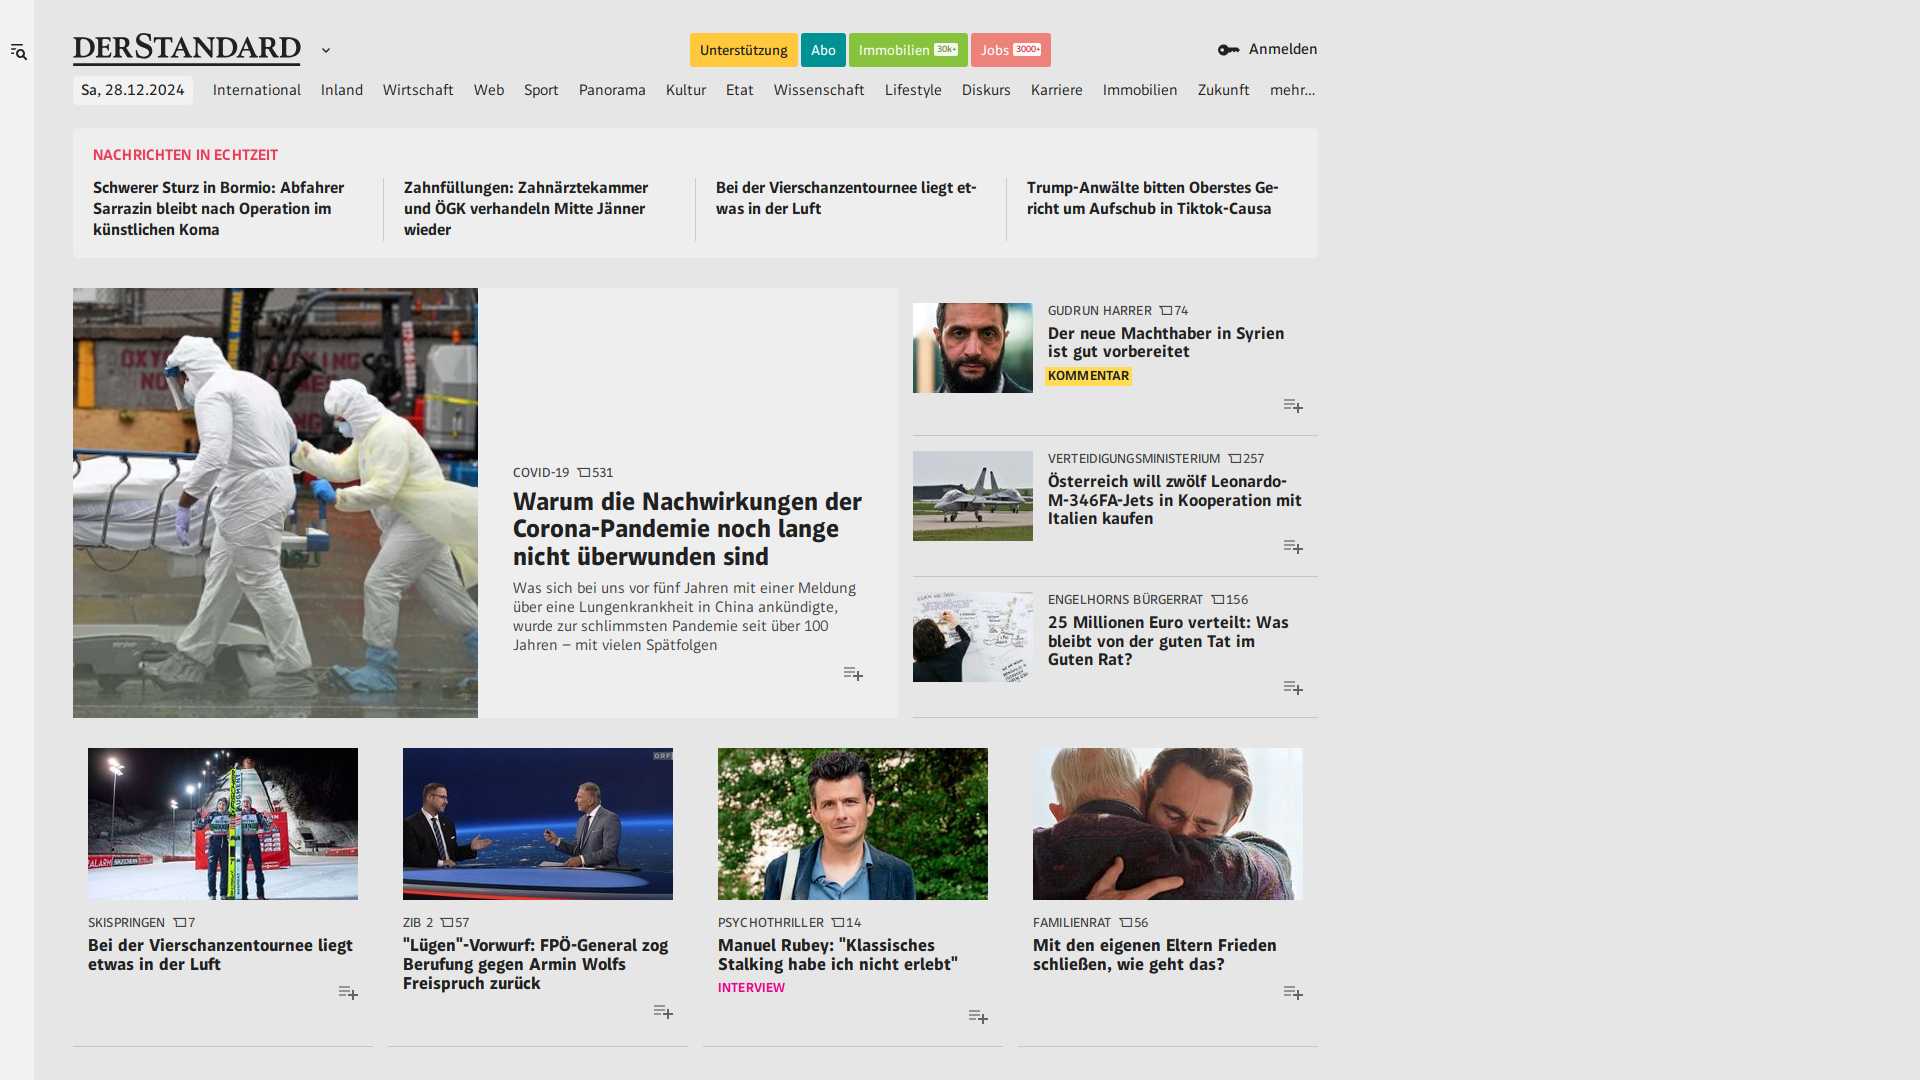 DERSTANDARD
Unterstützung
Abo
Immobilien 30k+
Jobs 3000+
Anmelden
Sa, 28.12.2024
International
Inland
Wirtschaft
Web
Sport
Panorama
Kultur
Etat
Wissenschaft
Lifestyle
Diskurs
Karriere
Immobilien
Zukunft
mehr...
NACHRICHTEN IN ECHTZEIT
Schwerer Sturz in Bormio: Abfahrer
Sarrazin bleibt nach Operation im
künstlichen Koma
Zahnfüllungen: Zahnärztekammer
und ÖGK verhandeln Mitte Jänner
wieder
Bei der Vierschanzentournee liegt et-
was in der Luft
Trump-Anwälte bitten Oberstes Ge-
richt um Aufschub in Tiktok-Causa
COVID-19 531
Warum die Nachwirkungen der
Corona-Pandemie noch lange
nicht überwunden sind
Was sich bei uns vor fünf Jahren mit einer Meldung
über eine Lungenkrankheit in China ankündigte,
wurde zur schlimmsten Pandemie seit über 100
Jahren – mit vielen Spätfolgen
GUDRUN HARRER 74
Der neue Machthaber in Syrien
ist gut vorbereitet
KOMMENTAR
VERTEIDIGUNGSMINISTERIUM 257
Österreich will zwölf Leonardo-
M-346FA-Jets in Kooperation mit
Italien kaufen
ENGELHORNS BÜRGERRAT 156
25 Millionen Euro verteilt: Was
bleibt von der guten Tat im
Guten Rat?
SKISPRINGEN 7
Bei der Vierschanzentournee liegt
etwas in der Luft
ORF
ZIB 2 57
"Lügen"-Vorwurf: FPÖ-General zog
Berufung gegen Armin Wolfs
Freispruch zurück
PSYCHOTHRILLER 14
Manuel Rubey: "Klassisches
Stalking habe ich nicht erlebt"
INTERVIEW
FAMILIENRAT 56
Mit den eigenen Eltern Frieden
schließen, wie geht das?